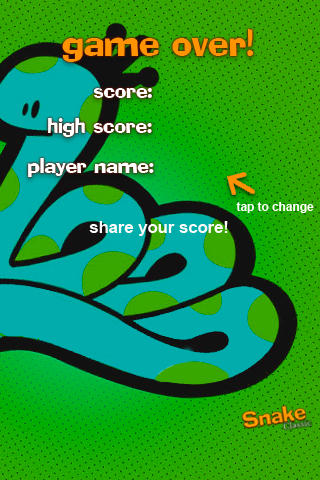 game over!
score:
high score:
player name:
tap to change
share your score!
Snake
Classic